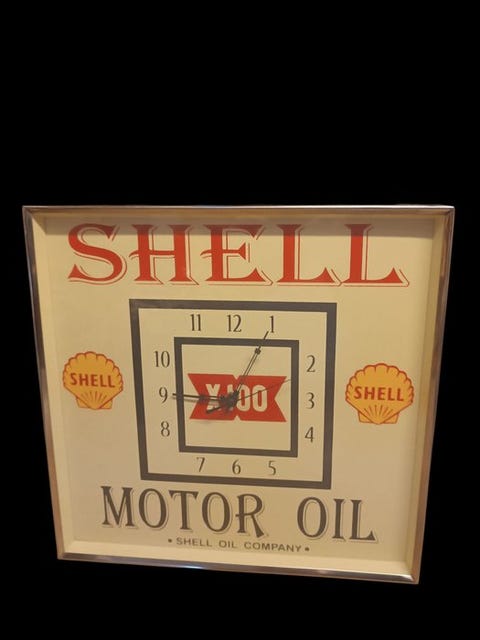 SHELL
11 12 1
10 2
SHELL 9 X-100 3 SHELL
8 4
7 6 5
MOTOR OIL
• SHELL OIL COMPANY •